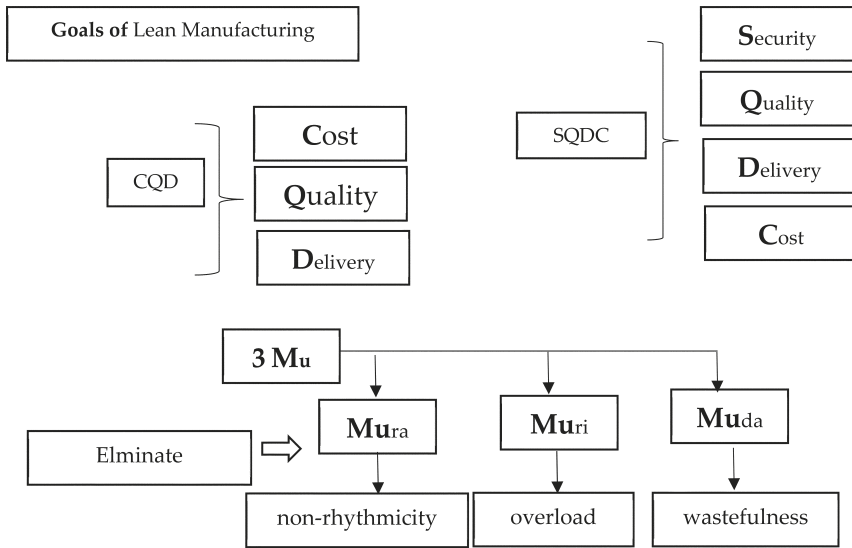 Goals of Lean Manufacturing
CQD
Cost
Quality
Delivery
SQDC
Security
Quality
Delivery
Cost
3 Mu
Mura
Muri
Muda
Elminate
non-rhythmicity
overload
wastefulness